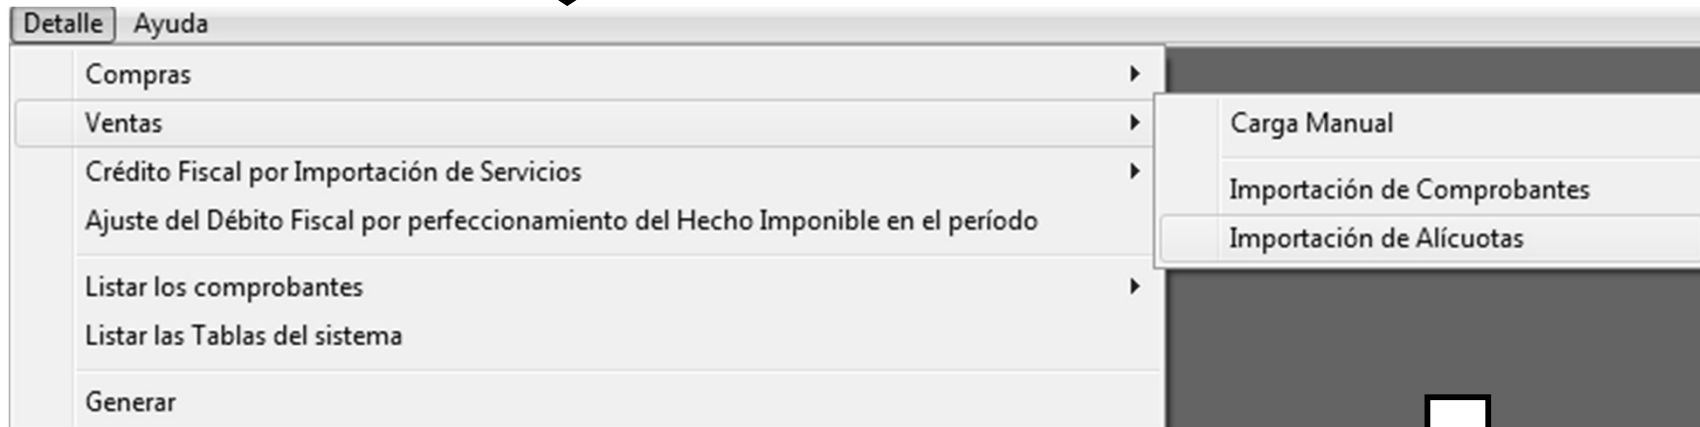 Detalle Ayuda
Compras
Ventas
Crédito Fiscal por Importación de Servicios
Ajuste del Débito Fiscal por perfeccionamiento del Hecho Imponible en el período
Listar los comprobantes
Listar las Tablas del sistema
Generar
Carga Manual
Importación de Comprobantes
Importación de Alícuotas